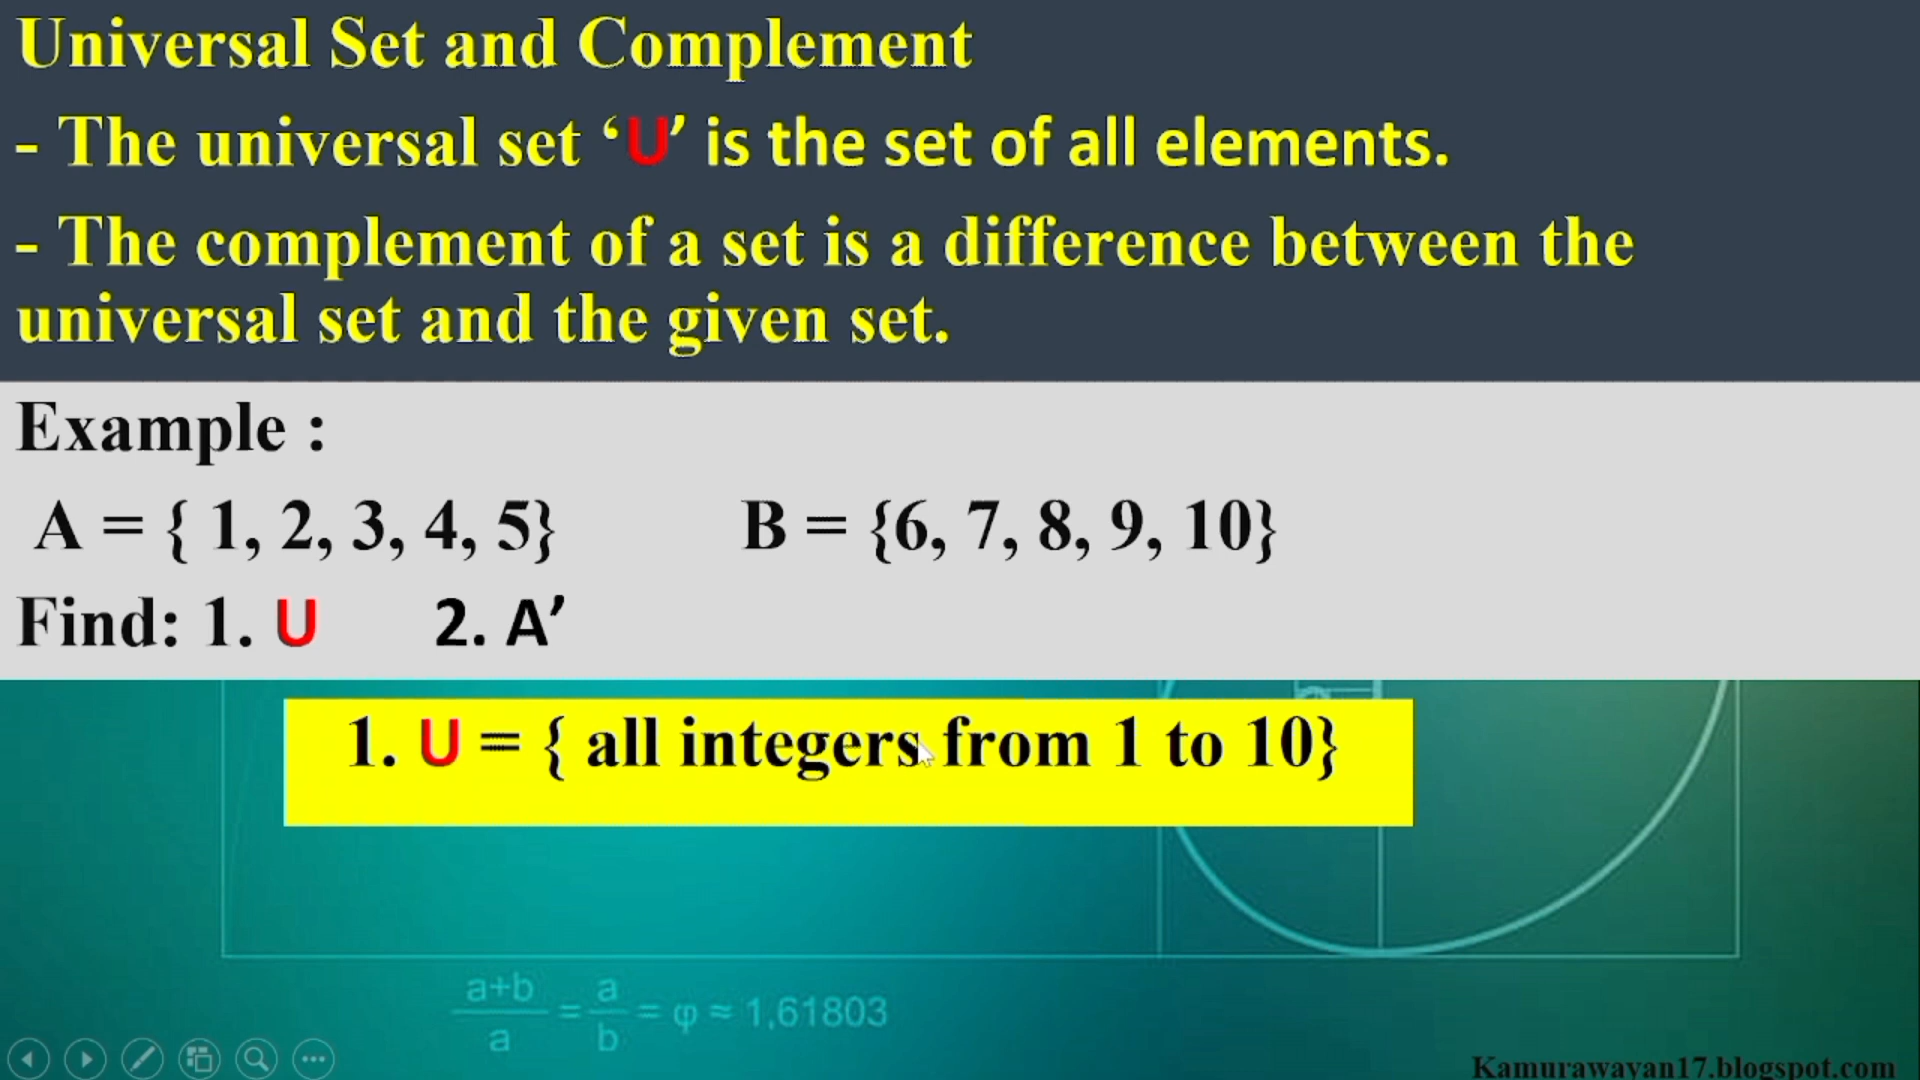 Universal Set and Complement
- The universal set ‘U’ is the set of all elements.
- The complement of a set is a difference between the
universal set and the given set.
Example :
A = { 1, 2, 3, 4, 5} B = {6, 7, 8, 9, 10}
Find: 1. U 2. A’
1. U = { all integers from 1 to 10}
a+b/a = a/b = φ ≈ 1,61803
Kamurawayan17.blogspot.com